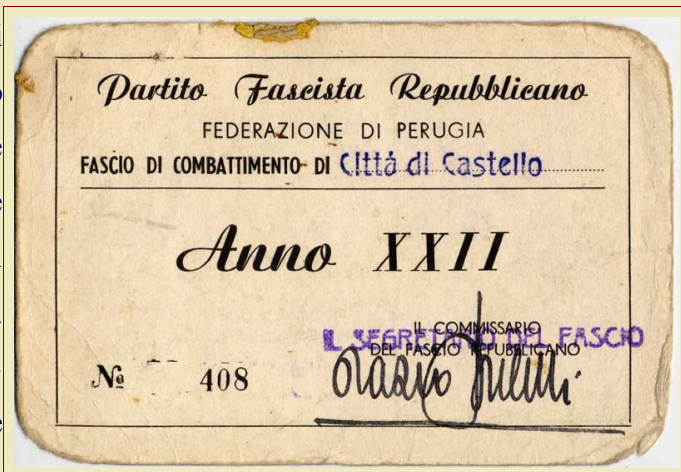 Partito Fascista Repubblicano
FEDERAZIONE DI PERUGIA
FASCIO DI COMBATTIMENTO DI Città di Castello
Anno XXII
IL COMMISSARIO
IL SEGRETARIO DEL FASCIO
DEL FASCIO REPUBBLICANO
№ 408